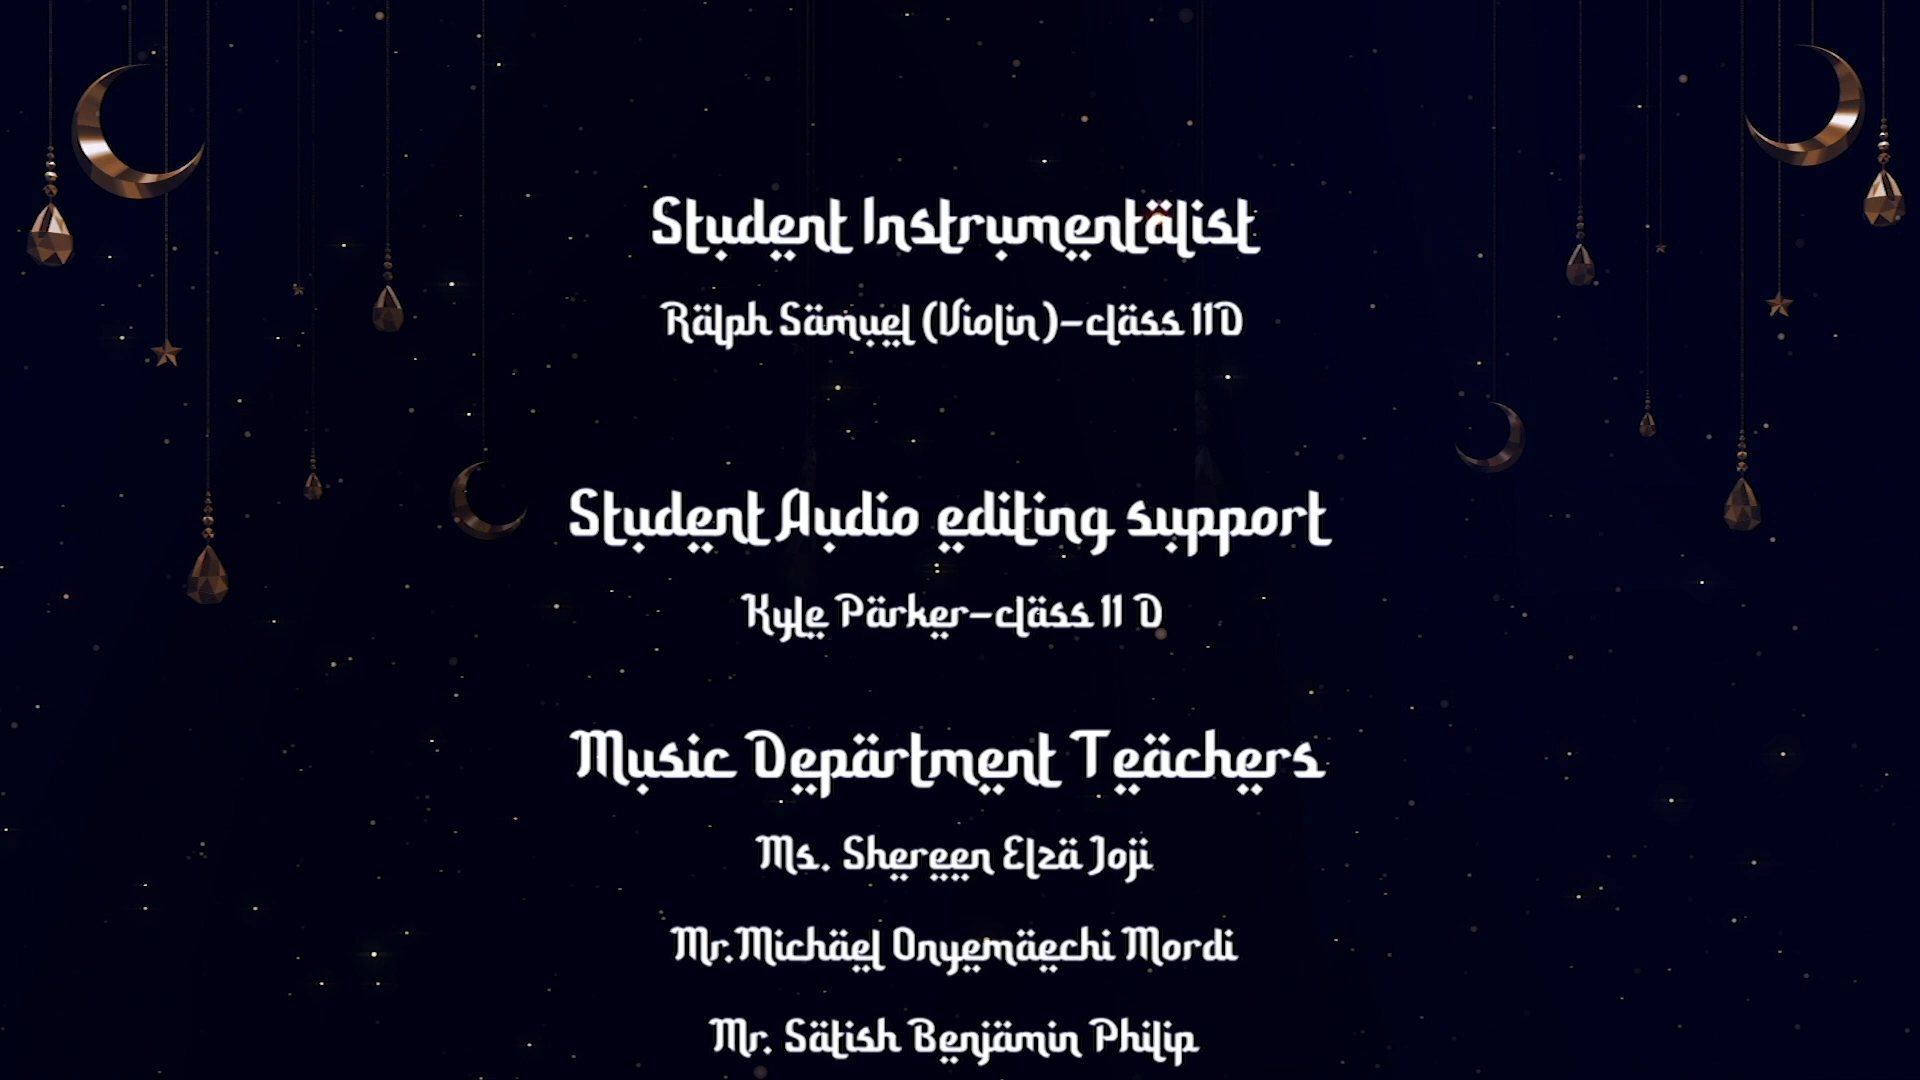 Student Instrumentalist
Ralph Samuel (Violin)-class 11D
Student Audio editing support
Kyle Parker-class 11 D
Music Department Teachers
Ms. Shereen Elza Joji
Mr.Michael Onyemaechi Mordi
Mr. Satish Benjamin Philip